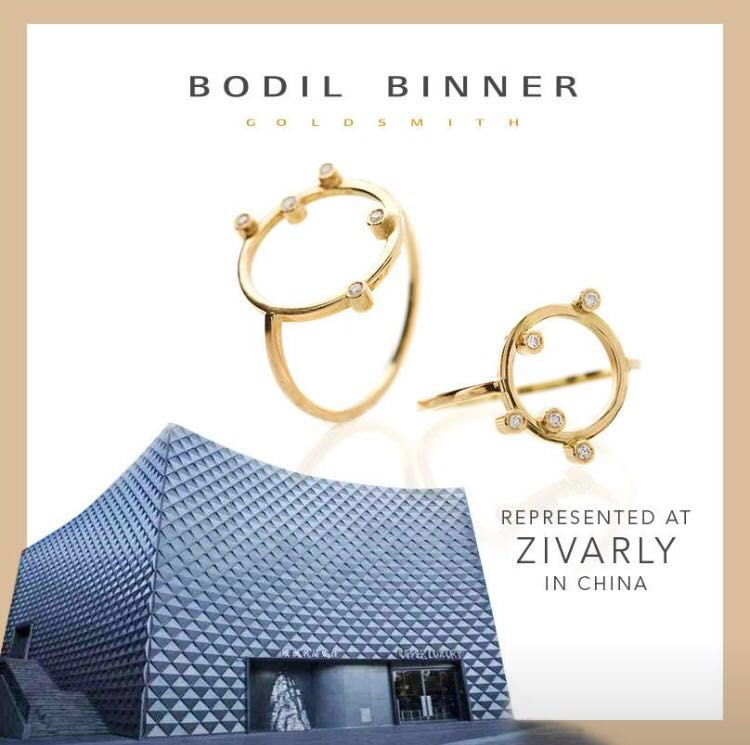 BODIL BINNER
GOLDSMITH
REPRESENTED AT
ZIVARLY
IN CHINA